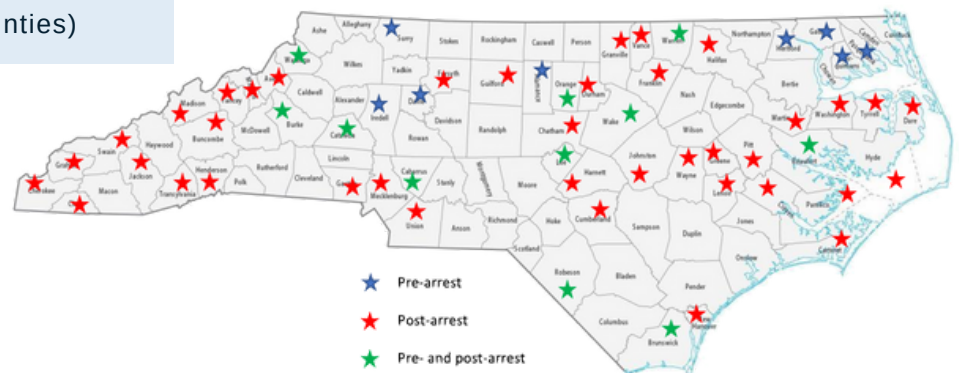 nties)
Ashe
Alleghany
Surry
Stokes
Rockingham
Caswell
Person
Granville
Vance
Warren
Northampton
Hertford
Gates
Camden
Currituck
Halifax
Wilkes
Yadkin
Forsyth
Guilford
Orange
Durham
Franklin
Bertie
Chowan
Madison
Yancey
Caldwell
Alexander
Iredell
Davie
Nash
Edgecombe
Martin
Washington
Tyrrell
Dare
Burke
Catawba
Davidson
Rowan
Randolph
Chatham
Wake
Wilson
Swain
Haywood
Buncombe
McDowell
Lincoln
Johnston
Pitt
Beaufort
Hyde
Graham
Jackson
Henderson
Rutherford
Polk
Cleveland
Gaston
Mecklenburg
Cabarrus
Stanly
Montgomery
Moore
Lee
Harnett
Wayne
Greene
Lenoir
Craven
Pamlico
Cherokee
Macon
Transylvania
Union
Anson
Richmond
Hoke
Cumberland
Sampson
Duplin
Jones
Carteret
Scotland
Onslow
Robeson
Bladen
Pender
Columbus
New
Hanover
Brunswick
Pre-arrest
Post-arrest
Pre- and post-arrest